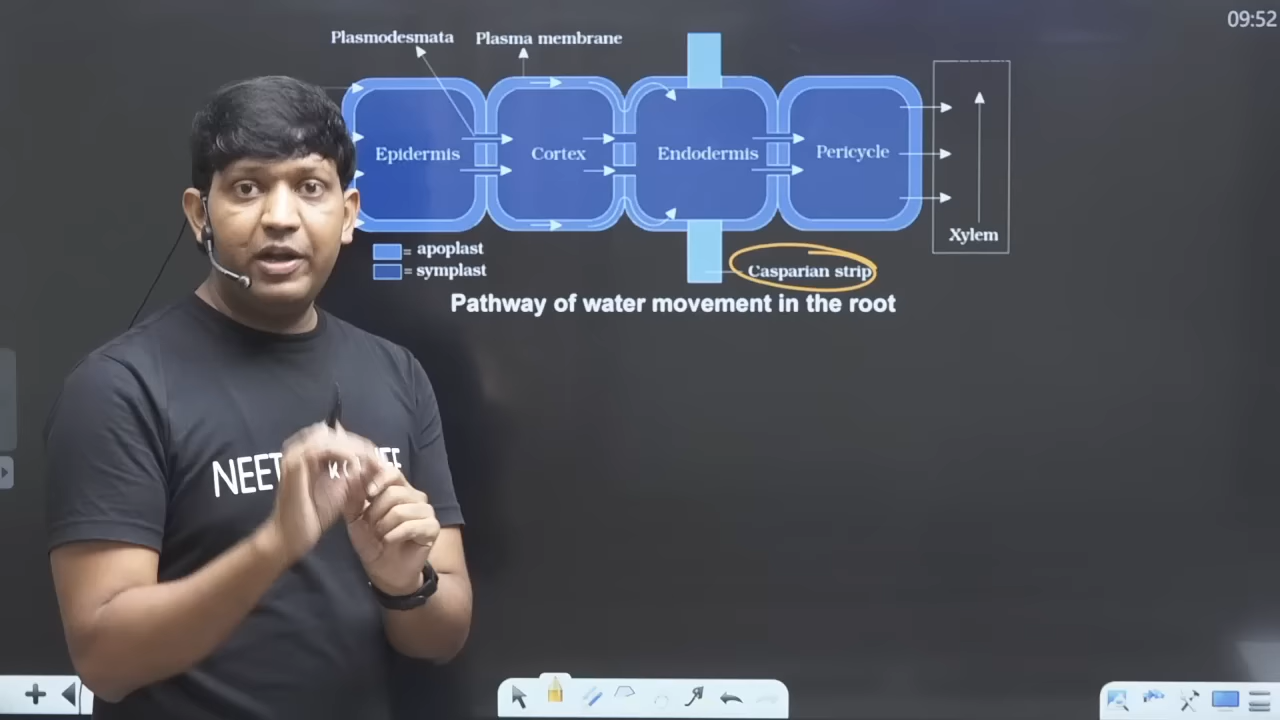 09:52
Plasmodesmata Plasma membrane
Epidermis Cortex Endodermis Pericycle
Xylem
= apoplast
= symplast
Casparian strip
Pathway of water movement in the root
NEET